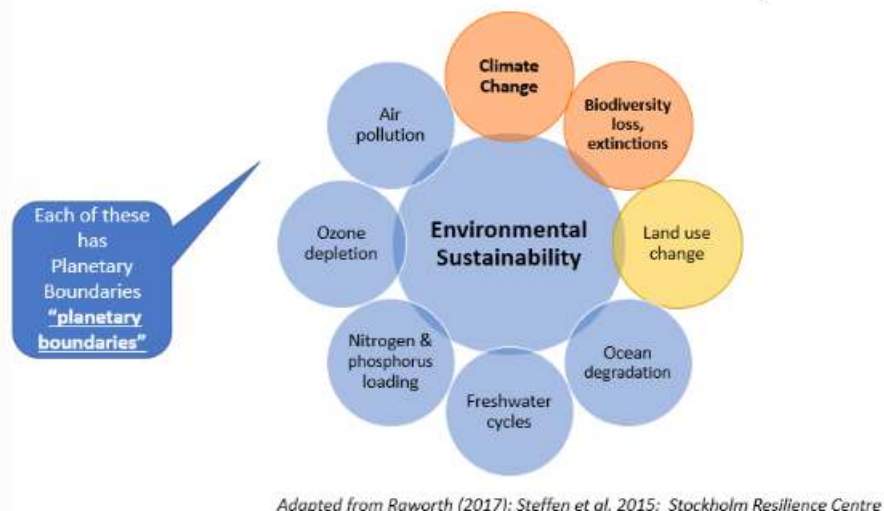 Climate
Change
Biodiversity
loss,
extinctions
Land use
change
Ocean
degradation
Freshwater
cycles
Nitrogen &
phosphorus
loading
Ozone
depletion
Air
pollution
Environmental
Sustainability
Each of these
has
Planetary
Boundaries
“planetary
boundaries”
Adapted from Raworth (2017); Steffen et al. 2015; Stockholm Resilience Centre